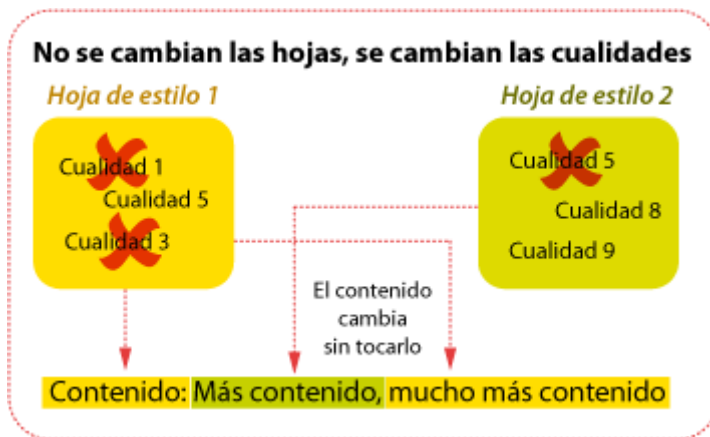 No se cambian las hojas, se cambian las cualidades
Hoja de estilo 1
Hoja de estilo 2
Cualidad 1
Cualidad 5
Cualidad 3
Cualidad 5
Cualidad 8
Cualidad 9
El contenido
cambia
sin tocarlo
Contenido: Más contenido, mucho más contenido